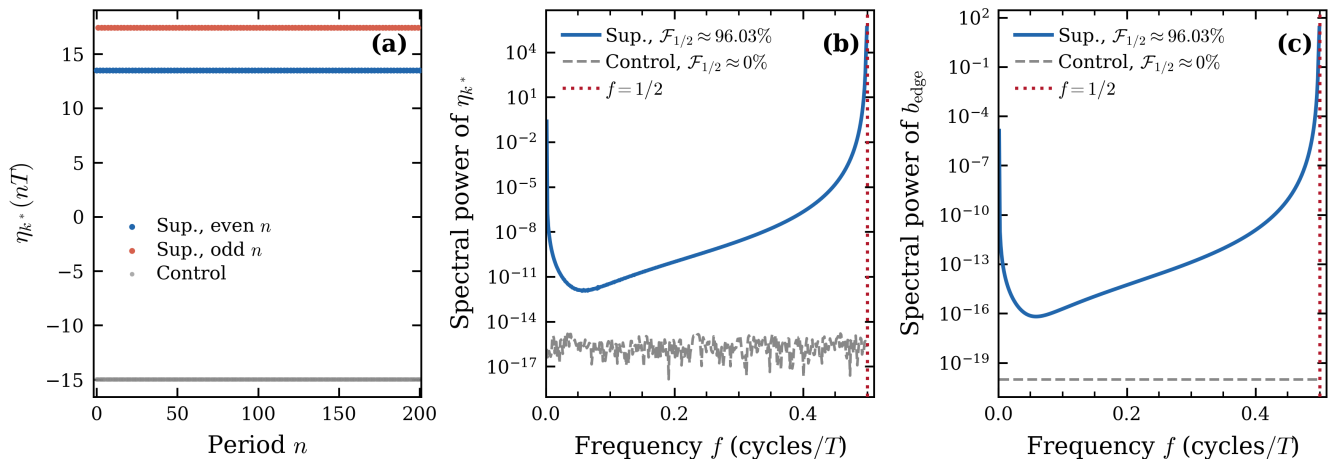 (a)
η_{k*}(nT)
15
10
5
0
−5
−10
−15
Sup., even n
Sup., odd n
Control
0 50 100 150 200
Period n
(b)
Spectral power of η_{k*}
10^4
10^1
10^{−2}
10^{−5}
10^{−8}
10^{−11}
10^{−14}
10^{−17}
Sup., 𝓕_{1/2} ≈ 96.03%
Control, 𝓕_{1/2} ≈ 0%
f = 1/2
0.0 0.2 0.4
Frequency f (cycles/T)
(c)
Spectral power of b_{edge}
10^2
10^{−1}
10^{−4}
10^{−7}
10^{−10}
10^{−13}
10^{−16}
10^{−19}
Sup., 𝓕_{1/2} ≈ 96.03%
Control, 𝓕_{1/2} ≈ 0%
f = 1/2
0.0 0.2 0.4
Frequency f (cycles/T)